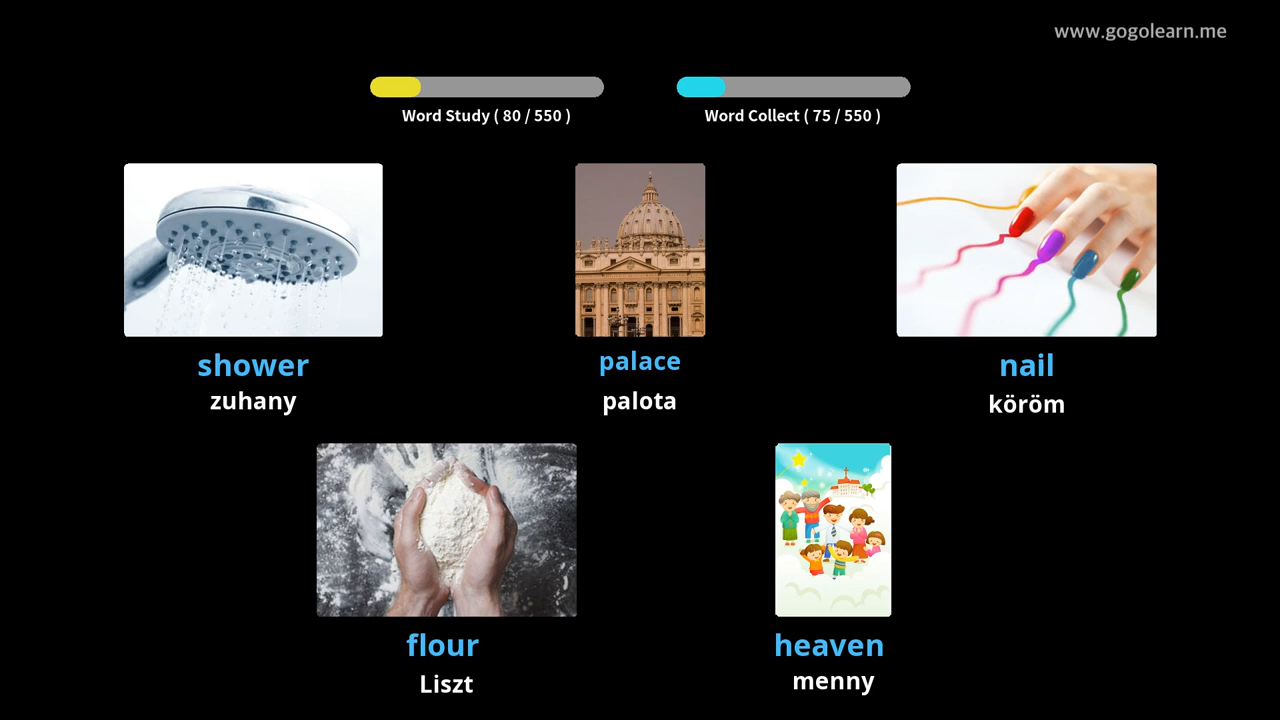 www.gogolearn.me
Word Study ( 80 / 550 )
Word Collect ( 75 / 550 )
shower
zuhany
palace
palota
nail
köröm
flour
Liszt
heaven
menny